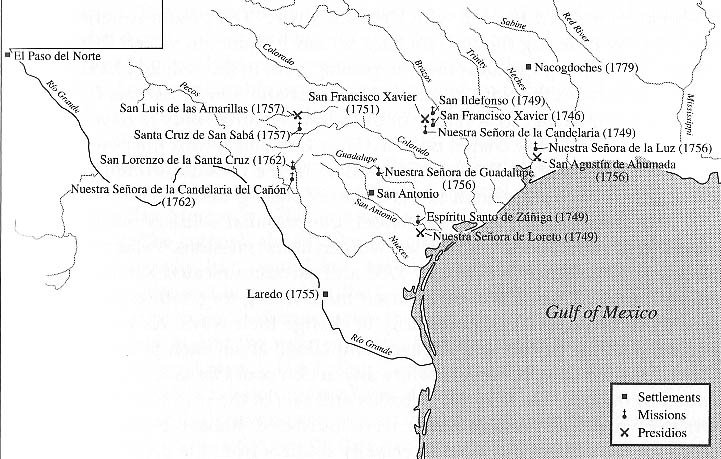 Sabine
Red River
El Paso del Norte
Colorado
Brazos
Trinity
Neches
Nacogdoches (1779)
Río Grande
Pecos
Mississippi
San Luis de las Amarillas (1757)
San Francisco Xavier
(1751)
San Ildefonso (1749)
San Francisco Xavier (1746)
Santa Cruz de San Sabá (1757)
Nuestra Señora de la Candelaria (1749)
Colorado
Nuestra Señora de la Luz (1756)
San Lorenzo de la Santa Cruz (1762)
Guadalupe
San Agustín de Ahumada
(1756)
Nuestra Señora de Guadalupe
(1756)
Nuestra Señora de la Candelaria del Cañón
(1762)
San Antonio
San Antonio
Espíritu Santo de Zúñiga (1749)
Nuestra Señora de Loreto (1749)
Nueces
Laredo (1755)
Gulf of Mexico
Río Grande
Settlements
Missions
Presidios